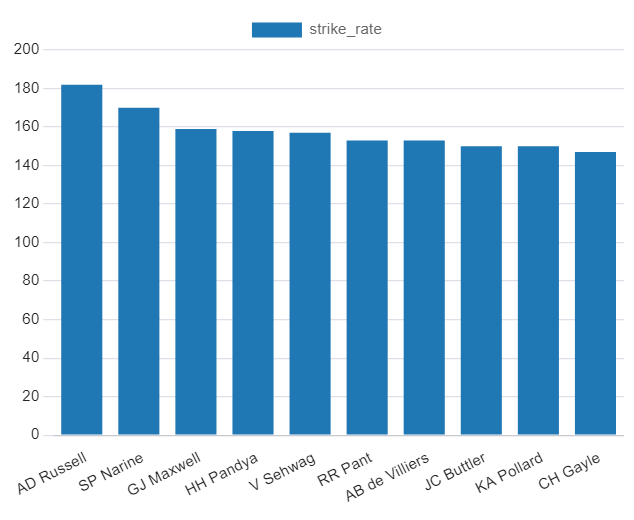 strike_rate
200
180
160
140
120
100
80
60
40
20
0
AD Russell
SP Narine
GJ Maxwell
HH Pandya
V Sehwag
RR Pant
AB de Villiers
JC Buttler
KA Pollard
CH Gayle